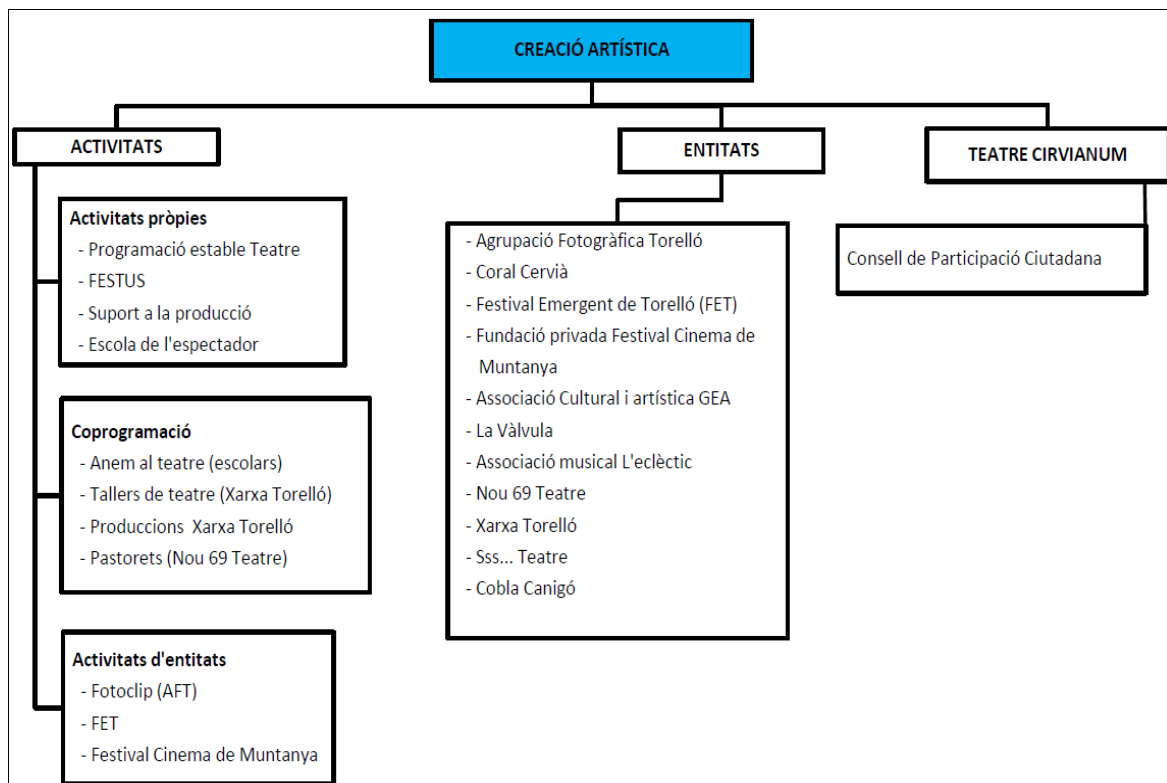 CREACIÓ ARTÍSTICA
ACTIVITATS
Activitats pròpies
- Programació estable Teatre
- FESTUS
- Suport a la producció
- Escola de l'espectador
Coprogramació
- Anem al teatre (escolars)
- Tallers de teatre (Xarxa Torelló)
- Produccions Xarxa Torelló
- Pastorets (Nou 69 Teatre)
Activitats d'entitats
- Fotoclip (AFT)
- FET
- Festival Cinema de Muntanya
ENTITATS
- Agrupació Fotogràfica Torelló
- Coral Cervià
- Festival Emergent de Torelló (FET)
- Fundació privada Festival Cinema de
Muntanya
- Associació Cultural i artística GEA
- La Vàlvula
- Associació musical L'eclèctic
- Nou 69 Teatre
- Xarxa Torelló
- Sss... Teatre
- Cobla Canigó
TEATRE CIRVIANUM
Consell de Participació Ciutadana